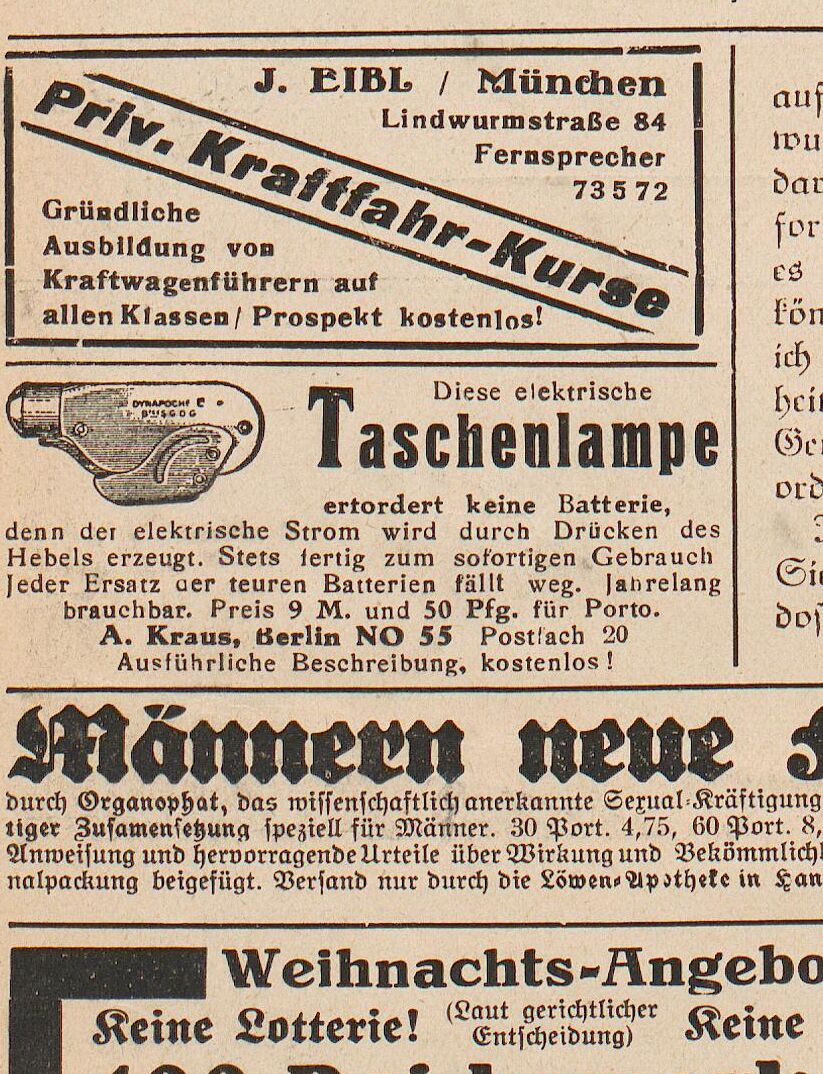 J. EIBL / München
Lindwurmstraße 84
Fernsprecher
73572
Priv. Kraftfahr-Kurse
Gründliche
Ausbildung von
Kraftwagenführern auf
allen Klassen / Prospekt kostenlos!
DYNAPOCHE
Diese elektrische
Taschenlampe
erfordert keine Batterie,
denn der elektrische Strom wird durch Drücken des
Hebels erzeugt. Stets fertig zum sofortigen Gebrauch
Jeder Ersatz der teuren Batterien fällt weg. Jahrelang
brauchbar. Preis 9 M. und 50 Pfg. für Porto.
A. Kraus, Berlin NO 55 Postfach 20
Ausführliche Beschreibung, kostenlos!
Männern neue
durch Organophat, das wissenschaftlich anerkannte Sexual-Kräftigung
tiger Zusamensetzung speziell für Männer. 30 Port. 4,75, 60 Port. 8,
Anweisung und hervorragende Urteile über Wirkung und Bekömmlich
nalpackung beigefügt. Versand nur durch die Löwen-Apotheke in Han
Weihnachts-Angebo
Keine Lotterie! (Laut gerichtlicher Keine
Entscheidung)
auf
wu
dar
for
es
kön
ich
heit
Ger
ord
Sie
dos